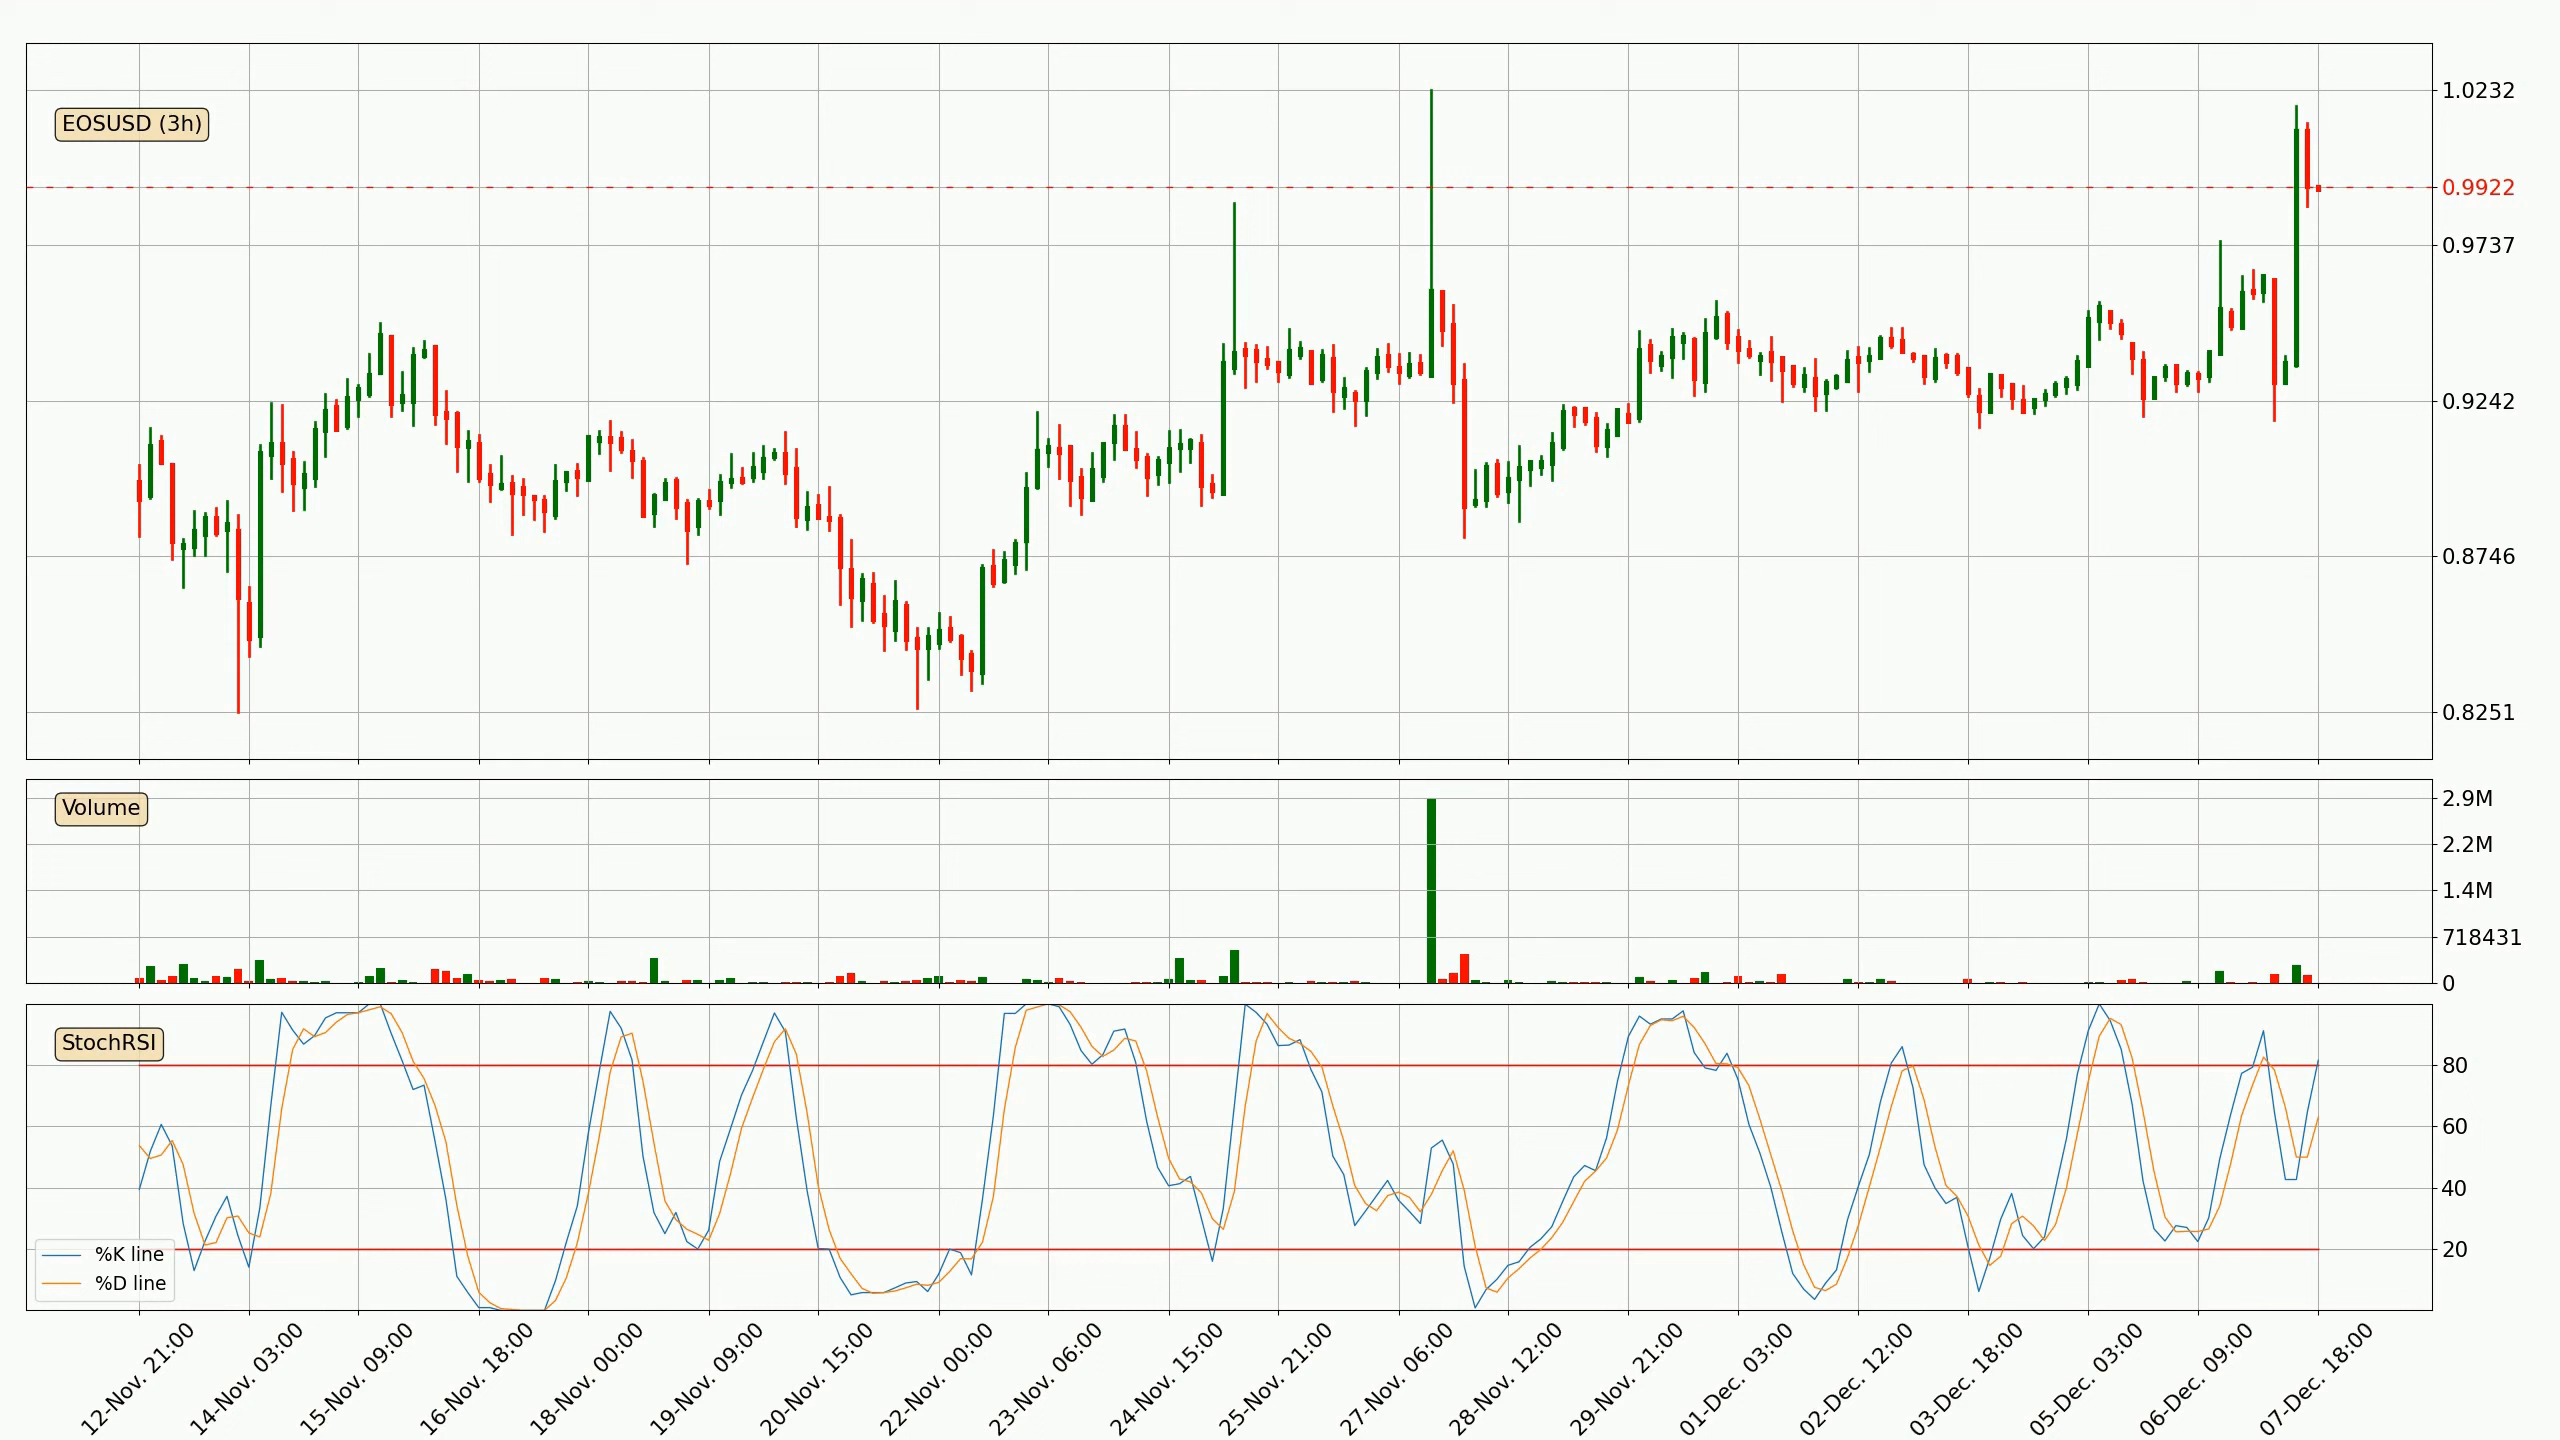 EOSUSD (3h)
1.0232
0.9922
0.9737
0.9242
0.8746
0.8251
Volume
2.9M
2.2M
1.4M
718431
0
StochRSI
80
60
40
20
%K line
%D line
12-Nov. 21:00
14-Nov. 03:00
15-Nov. 09:00
16-Nov. 18:00
18-Nov. 00:00
19-Nov. 09:00
20-Nov. 15:00
22-Nov. 00:00
23-Nov. 06:00
24-Nov. 15:00
25-Nov. 21:00
27-Nov. 06:00
28-Nov. 12:00
29-Nov. 21:00
01-Dec. 03:00
02-Dec. 12:00
03-Dec. 18:00
05-Dec. 03:00
06-Dec. 09:00
07-Dec. 18:00